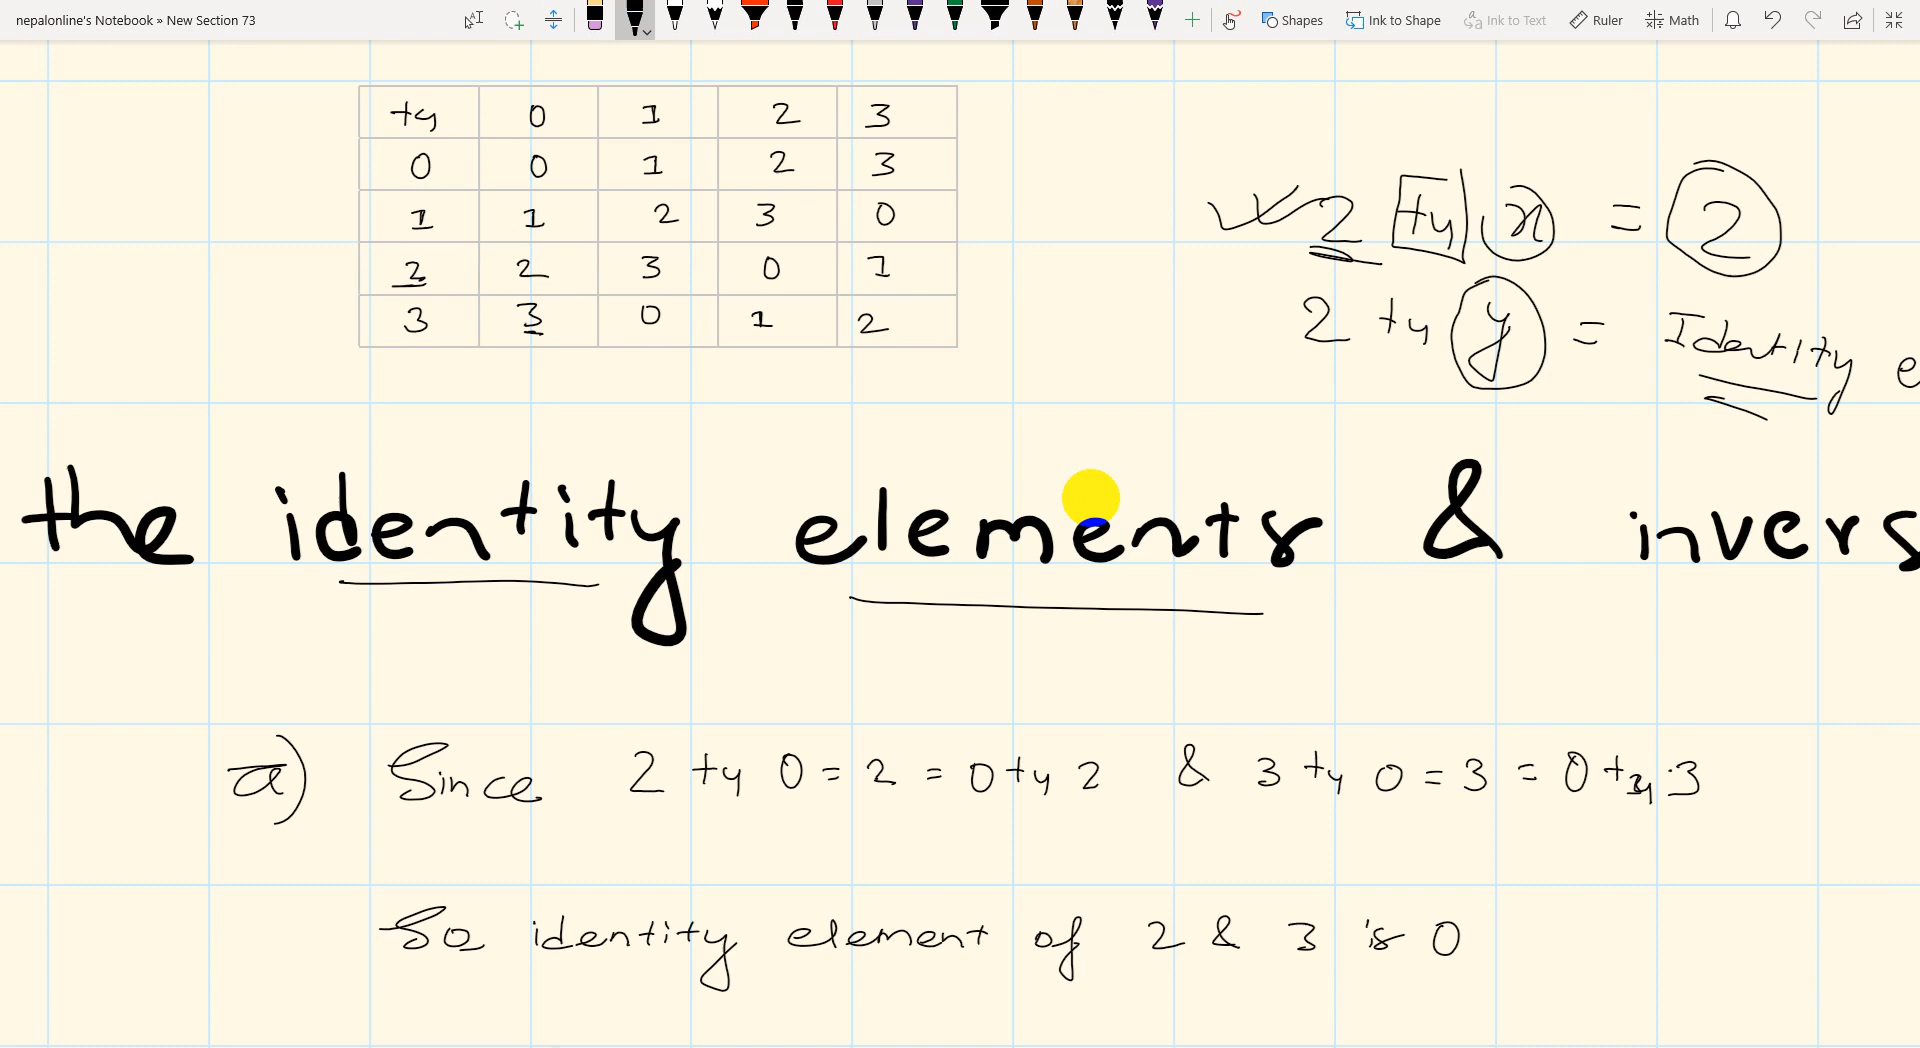 nepalonline's Notebook » New Section 73
Shapes Ink to Shape Ink to Text Ruler Math
+4 0 1 2 3
0 0 1 2 3
1 1 2 3 0
2 2 3 0 1
3 3 0 1 2
2 +4 x = 2
2 +4 y = Identity e
the identity elements & invers
a) Since 2 +4 0 = 2 = 0 +4 2 & 3 +4 0 = 3 = 0 +4 3
So identity element of 2 & 3 is 0